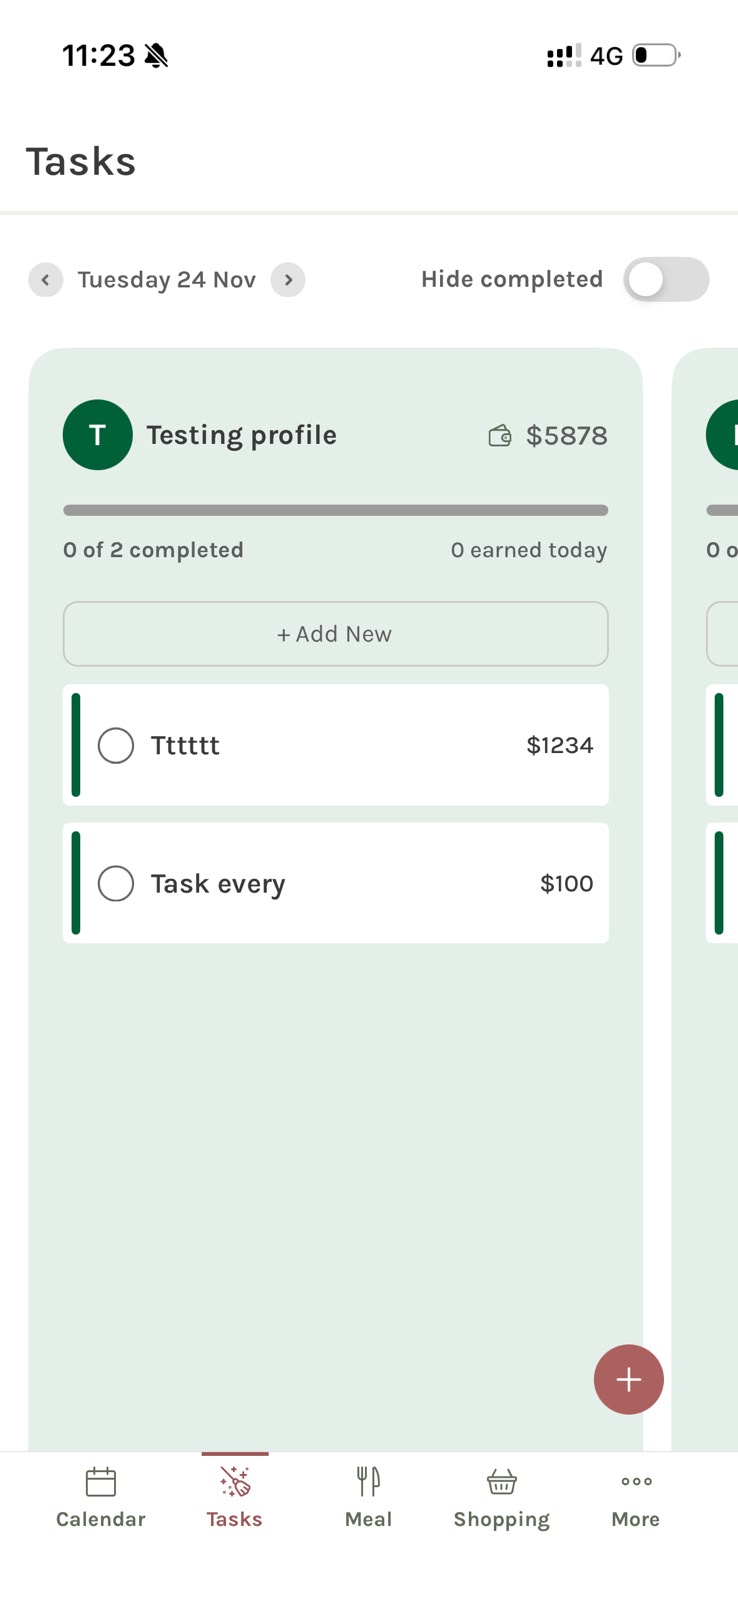 11:23
4G
Tasks
Tuesday 24 Nov
Hide completed
T
Testing profile
$5878
0 of 2 completed
0 earned today
0 o
+ Add New
Tttttt
$1234
Task every
$100
+
Calendar
Tasks
Meal
Shopping
More